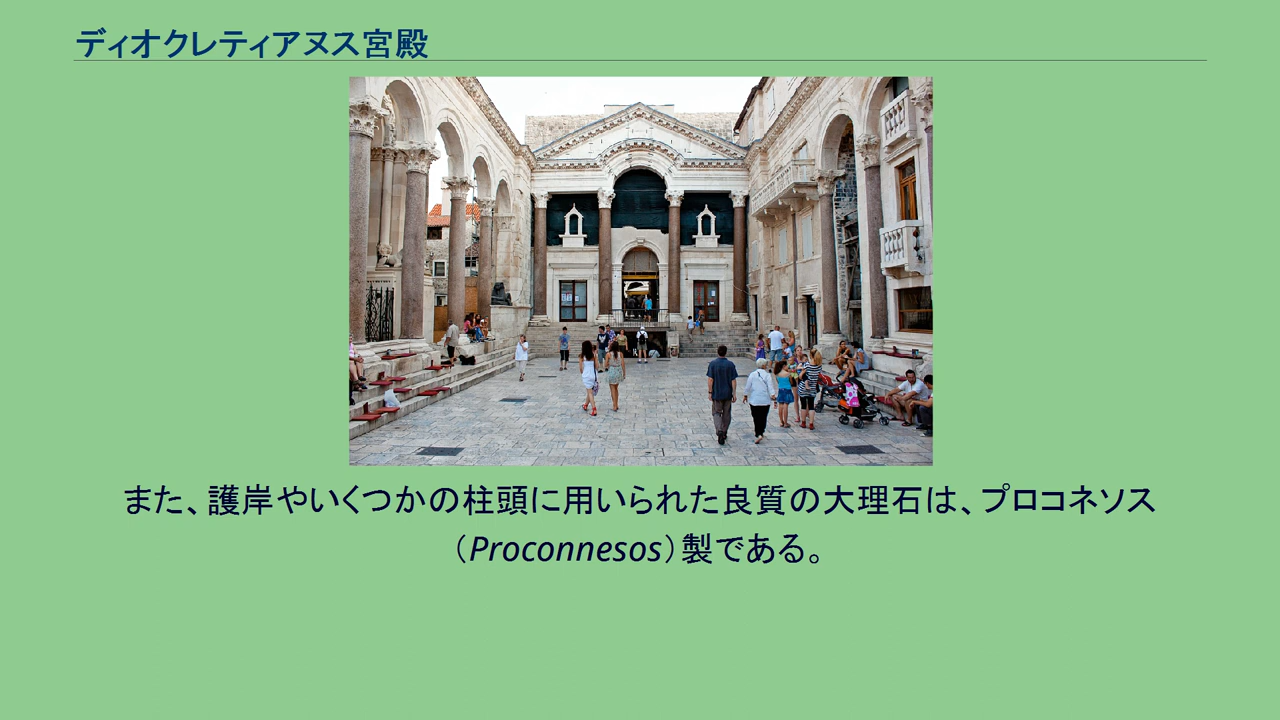 ディオクレティアヌス宮殿
また、護岸やいくつかの柱頭に用いられた良質の大理石は、プロコネソス
（Proconnesos）製である。